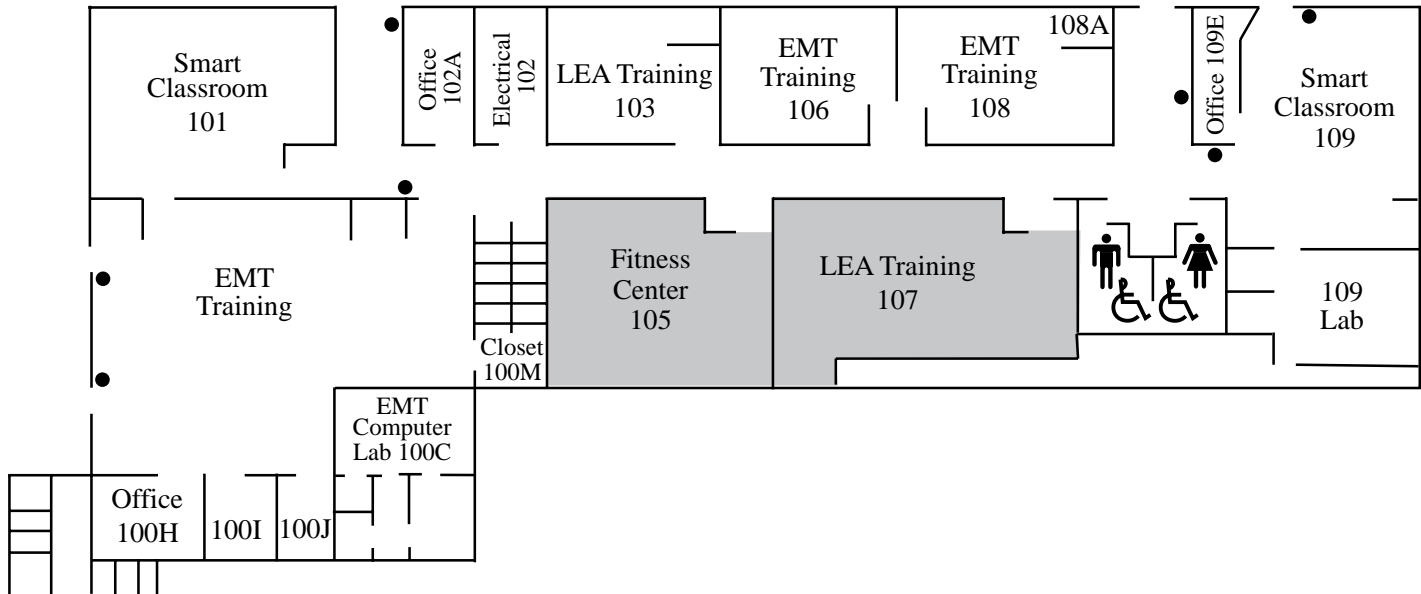 Smart
Classroom
101
Office
102A
Electrical
102
LEA Training
103
EMT
Training
106
EMT
Training
108
108A
Office 109E
Smart
Classroom
109
EMT
Training
Closet
100M
Fitness
Center
105
LEA Training
107
109
Lab
EMT
Computer
Lab 100C
Office
100H
100I
100J